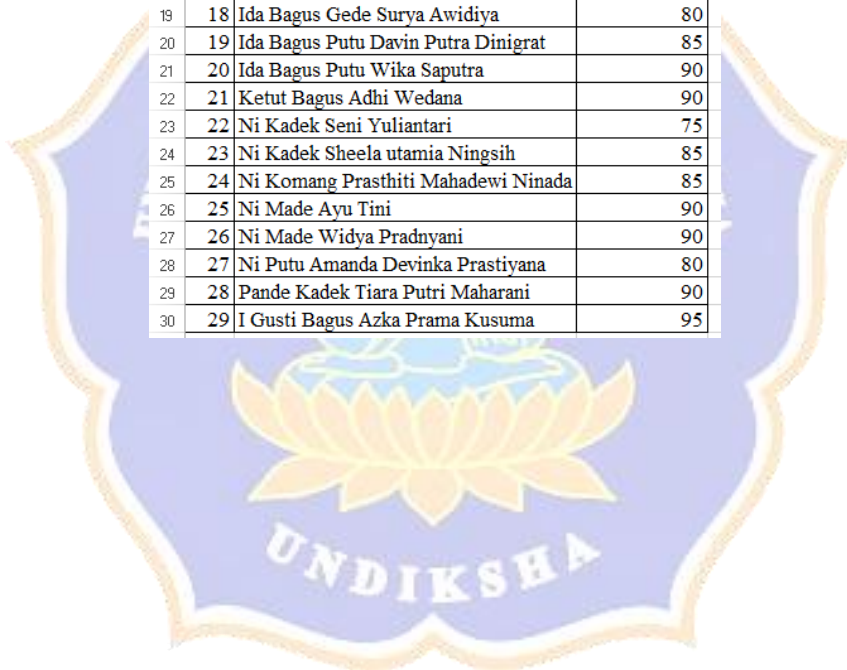 19 18 Ida Bagus Gede Surya Awidiya 80
20 19 Ida Bagus Putu Davin Putra Dinigrat 85
21 20 Ida Bagus Putu Wika Saputra 90
22 21 Ketut Bagus Adhi Wedana 90
23 22 Ni Kadek Seni Yuliantari 75
24 23 Ni Kadek Sheela utamia Ningsih 85
25 24 Ni Komang Prasthiti Mahadewi Ninada 85
26 25 Ni Made Ayu Tini 90
27 26 Ni Made Widya Pradnyani 90
28 27 Ni Putu Amanda Devinka Prastiyana 80
29 28 Pande Kadek Tiara Putri Maharani 90
30 29 I Gusti Bagus Azka Prama Kusuma 95
UNDIKSHA